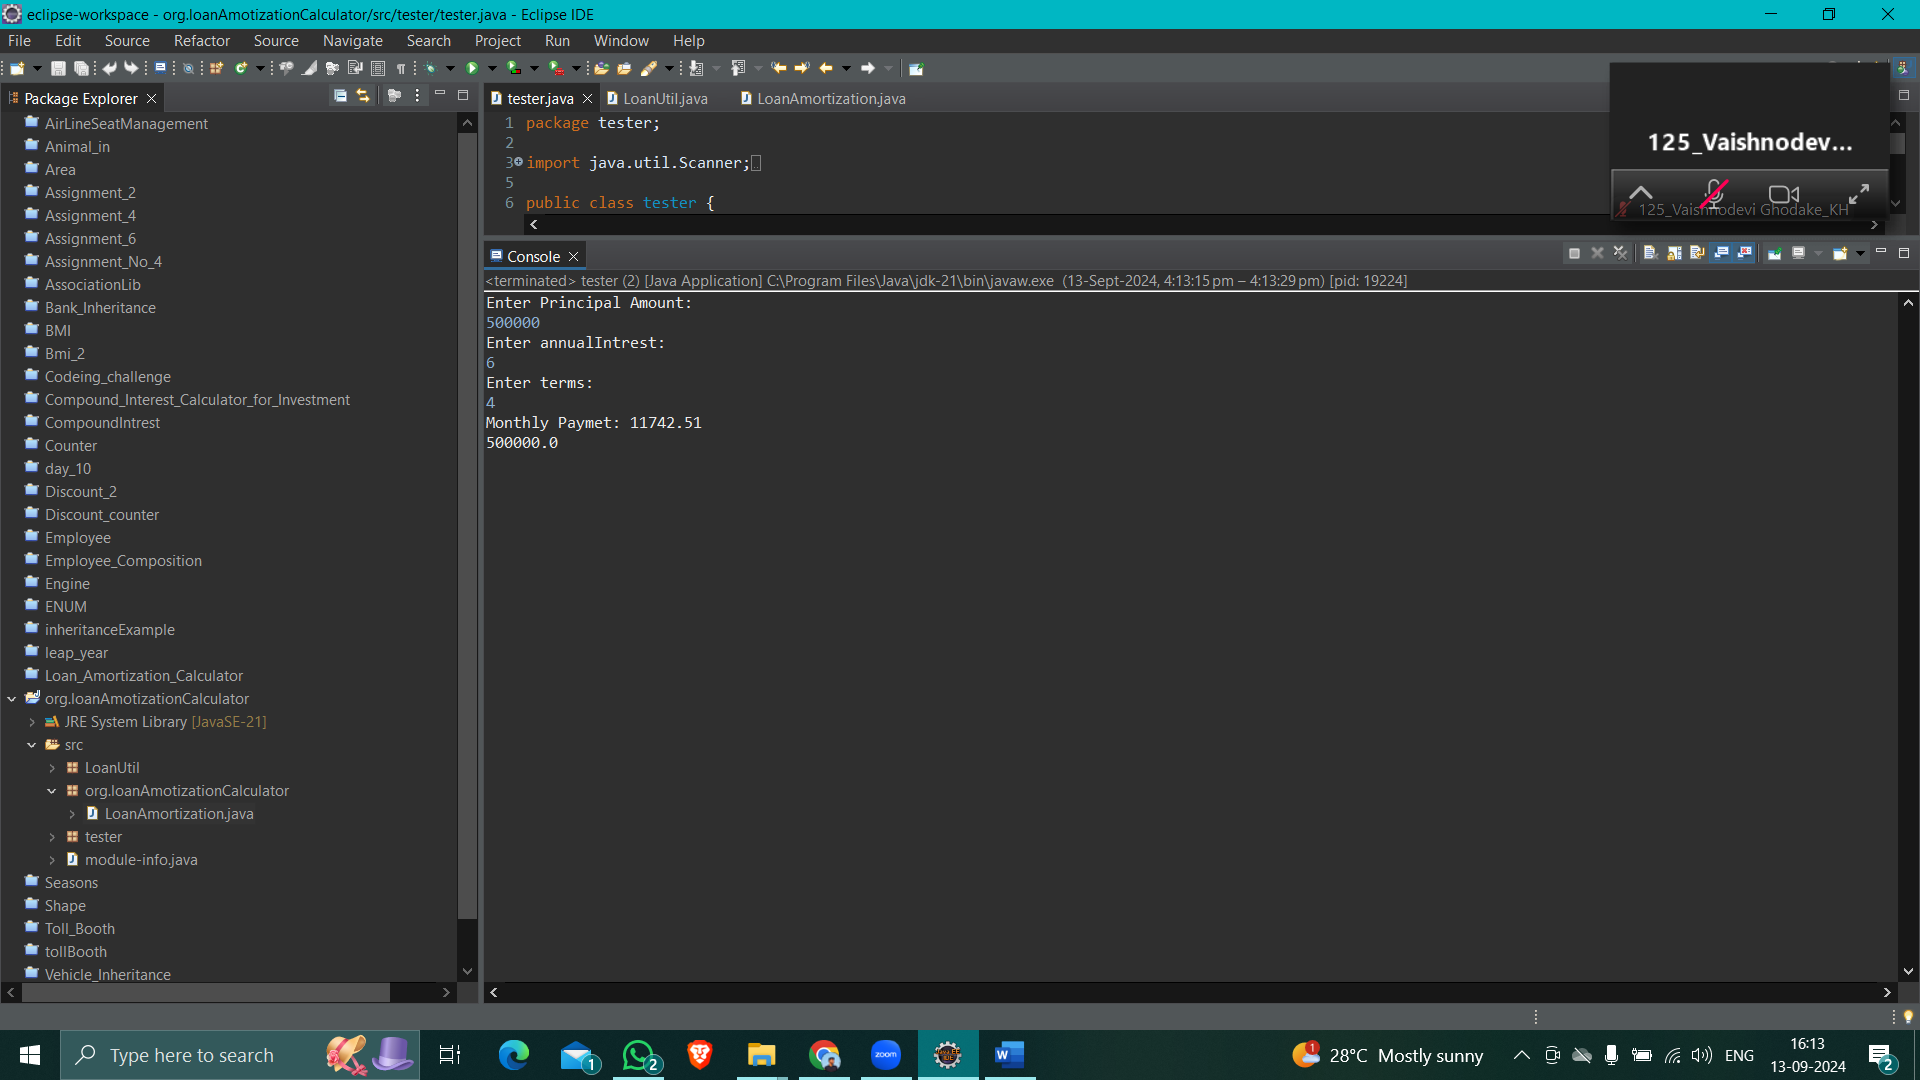 eclipse-workspace - org.loanAmotizationCalculator/src/tester/tester.java - Eclipse IDE
File Edit Source Refactor Source Navigate Search Project Run Window Help
Package Explorer
AirLineSeatManagement
Animal_in
Area
Assignment_2
Assignment_4
Assignment_6
Assignment_No_4
AssociationLib
Bank_Inheritance
BMI
Bmi_2
Codeing_challenge
Compound_Interest_Calculator_for_Investment
CompoundIntrest
Counter
day_10
Discount_2
Discount_counter
Employee
Employee_Composition
Engine
ENUM
inheritanceExample
leap_year
Loan_Amortization_Calculator
org.loanAmotizationCalculator
JRE System Library [JavaSE-21]
src
LoanUtil
org.loanAmotizationCalculator
LoanAmortization.java
tester
module-info.java
Seasons
Shape
Toll_Booth
tollBooth
Vehicle_Inheritance
tester.java LoanUtil.java LoanAmortization.java
1 package tester;
2
3 import java.util.Scanner;
5
6 public class tester {
125_Vaishnodev...
125_Vaishnodevi Ghodake_KH
Console
<terminated> tester (2) [Java Application] C:\Program Files\Java\jdk-21\bin\javaw.exe (13-Sept-2024, 4:13:15 pm – 4:13:29 pm) [pid: 19224]
Enter Principal Amount:
500000
Enter annualIntrest:
6
Enter terms:
4
Monthly Paymet: 11742.51
500000.0
Type here to search
1
2
zoom
W
1
28°C Mostly sunny
ENG
16:13
13-09-2024
2